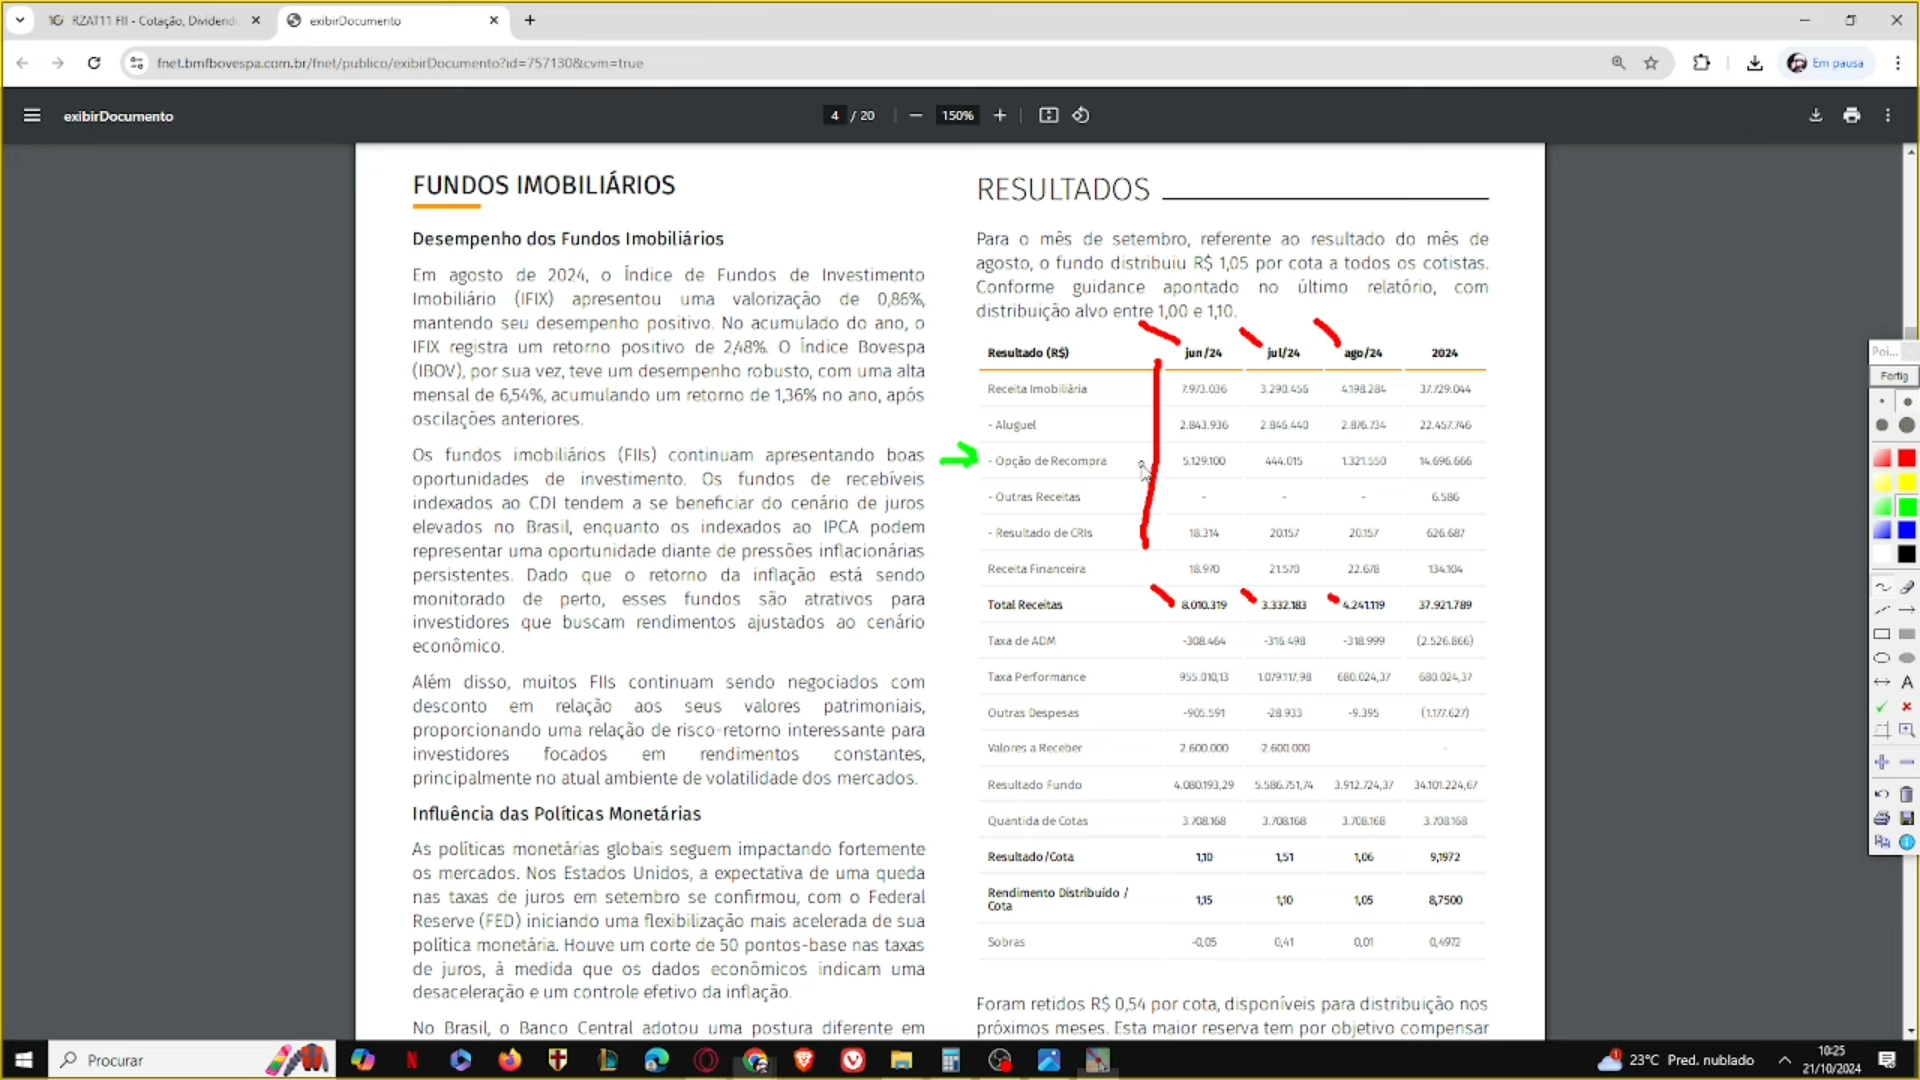 RZAT11 FII - Cotação, Dividend
exibirDocumento
fnet.bmfbovespa.com.br/fnet/publico/exibirDocumento?id=757130&cvm=true
Em pausa
exibirDocumento
4 / 20
150%
FUNDOS IMOBILIÁRIOS
Desempenho dos Fundos Imobiliários
Em agosto de 2024, o Índice de Fundos de Investimento
Imobiliário (IFIX) apresentou uma valorização de 0,86%,
mantendo seu desempenho positivo. No acumulado do ano, o
IFIX registra um retorno positivo de 2,48%. O Índice Bovespa
(IBOV), por sua vez, teve um desempenho robusto, com uma alta
mensal de 6,54%, acumulando um retorno de 1,36% no ano, após
oscilações anteriores.
Os fundos imobiliários (FIIs) continuam apresentando boas
oportunidades de investimento. Os fundos de recebíveis
indexados ao CDI tendem a se beneficiar do cenário de juros
elevados no Brasil, enquanto os indexados ao IPCA podem
representar uma oportunidade diante de pressões inflacionárias
persistentes. Dado que o retorno da inflação está sendo
monitorado de perto, esses fundos são atrativos para
investidores que buscam rendimentos ajustados ao cenário
econômico.
Além disso, muitos FIIs continuam sendo negociados com
desconto em relação aos seus valores patrimoniais,
proporcionando uma relação de risco-retorno interessante para
investidores focados em rendimentos constantes,
principalmente no atual ambiente de volatilidade dos mercados.
Influência das Políticas Monetárias
As políticas monetárias globais seguem impactando fortemente
os mercados. Nos Estados Unidos, a expectativa de uma queda
nas taxas de juros em setembro se confirmou, com o Federal
Reserve (FED) iniciando uma flexibilização mais acelerada de sua
política monetária. Houve um corte de 50 pontos-base nas taxas
de juros, à medida que os dados econômicos indicam uma
desaceleração e um controle efetivo da inflação.
No Brasil, o Banco Central adotou uma postura diferente em
RESULTADOS
Para o mês de setembro, referente ao resultado do mês de
agosto, o fundo distribuiu R$ 1,05 por cota a todos os cotistas.
Conforme guidance apontado no último relatório, com
distribuição alvo entre 1,00 e 1,10.
Resultado (R$) jun/24 jul/24 ago/24 2024
Receita Imobiliária 7.973.036 3.290.456 4.198.284 37.729.044
- Aluguel 2.843.936 2.846.440 2.876.734 22.457.746
- Opção de Recompra 5.129.100 444.015 1.321.550 14.696.666
- Outras Receitas - - - 6.586
- Resultado de CRIs 18.314 20.157 20.157 626.687
Receita Financeira 18.970 21.570 22.678 134.104
Total Receitas 8.010.319 3.332.183 4.241.119 37.921.789
Taxa de ADM -308.464 -316.498 -318.999 (2.526.866)
Taxa Performance 955.010,13 1.079.117,98 680.024,37 680.024,37
Outras Despesas -905.591 -28.933 -9.395 (1.177.627)
Valores a Receber 2.600.000 2.600.000 -
Resultado Fundo 4.080.193,29 5.586.751,74 3.912.724,37 34.101.224,67
Quantida de Cotas 3.708.168 3.708.168 3.708.168 3.708.168
Resultado/Cota 1,10 1,51 1,06 9,1972
Rendimento Distribuído /
Cota 1,15 1,10 1,05 8,7500
Sobras -0,05 0,41 0,01 0,4972
Foram retidos R$ 0,54 por cota, disponíveis para distribuição nos
próximos meses. Esta maior reserva tem por objetivo compensar
Poi...
Fertig
A
Procurar
23°C Pred. nublado
10:25
21/10/2024